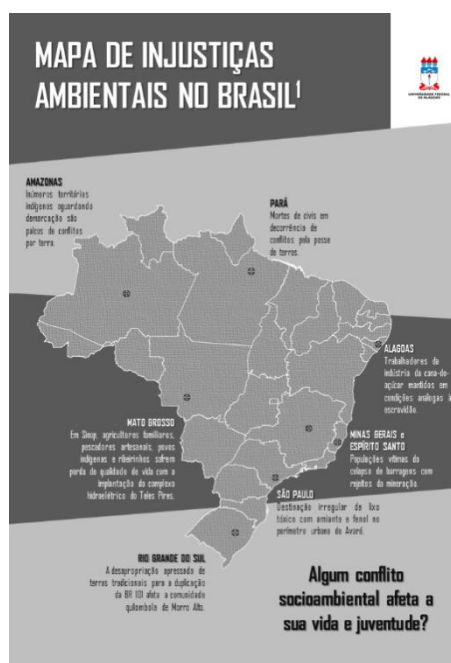 MAPA DE INJUSTIÇAS
AMBIENTAIS NO BRASIL¹
UNIVERSIDADE FEDERAL
DE ALAGOAS
AMAZONAS
Inúmeros territórios
indígenas aguardando
demarcação são
palcos de conflitos
por terra.
PARÁ
Mortes de civis em
decorrência de
conflitos pela posse
de terras.
ALAGOAS
Trabalhadores da
indústria da cana-de-
açúcar mantidos em
condições análogas à
escravidão.
MATO GROSSO
Em Sinop, agricultores familiares,
pescadores artesanais, povos
indígenas e ribeirinhos sofrem
perda de qualidade de vida com a
implantação do complexo
hidroelétrico do Teles Pires.
MINAS GERAIS e
ESPÍRITO SANTO
Populações vítimas do
colapso de barragens com
rejeitos da mineração.
SÃO PAULO
Destinação irregular de lixo
tóxico com amianto e fenol no
perímetro urbano de Avaré.
RIO GRANDE DO SUL
A desapropriação apressada de
terras tradicionais para a duplicação
da BR 101 afeta a comunidade
quilombola de Morro Alto.
Algum conflito
socioambiental afeta a
sua vida e juventude?